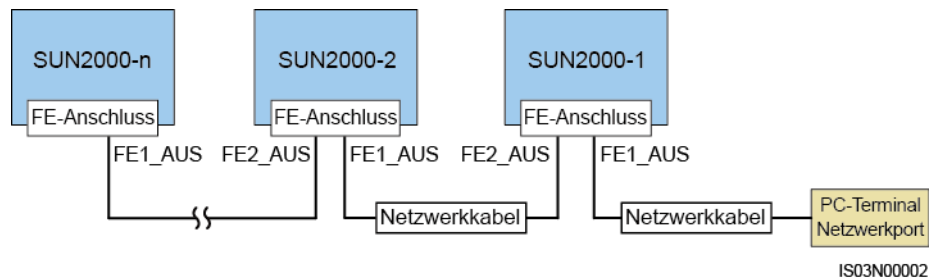 SUN2000-n
SUN2000-2
SUN2000-1
FE-Anschluss
FE-Anschluss
FE-Anschluss
FE1_AUS
FE2_AUS
FE1_AUS
FE2_AUS
FE1_AUS
Netzwerkkabel
Netzwerkkabel
PC-Terminal
Netzwerkport
IS03N00002